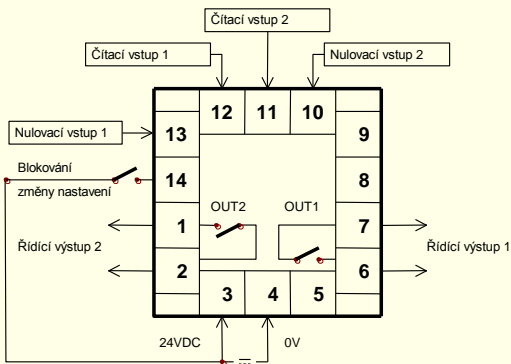 Čítací vstup 2
Čítací vstup 1
Nulovací vstup 2
12
11
10
Nulovací vstup 1
13
9
Blokování
změny nastavení
14
8
OUT2
OUT1
1
7
Řídící výstup 2
Řídící výstup 1
2
6
3
4
5
24VDC
0V